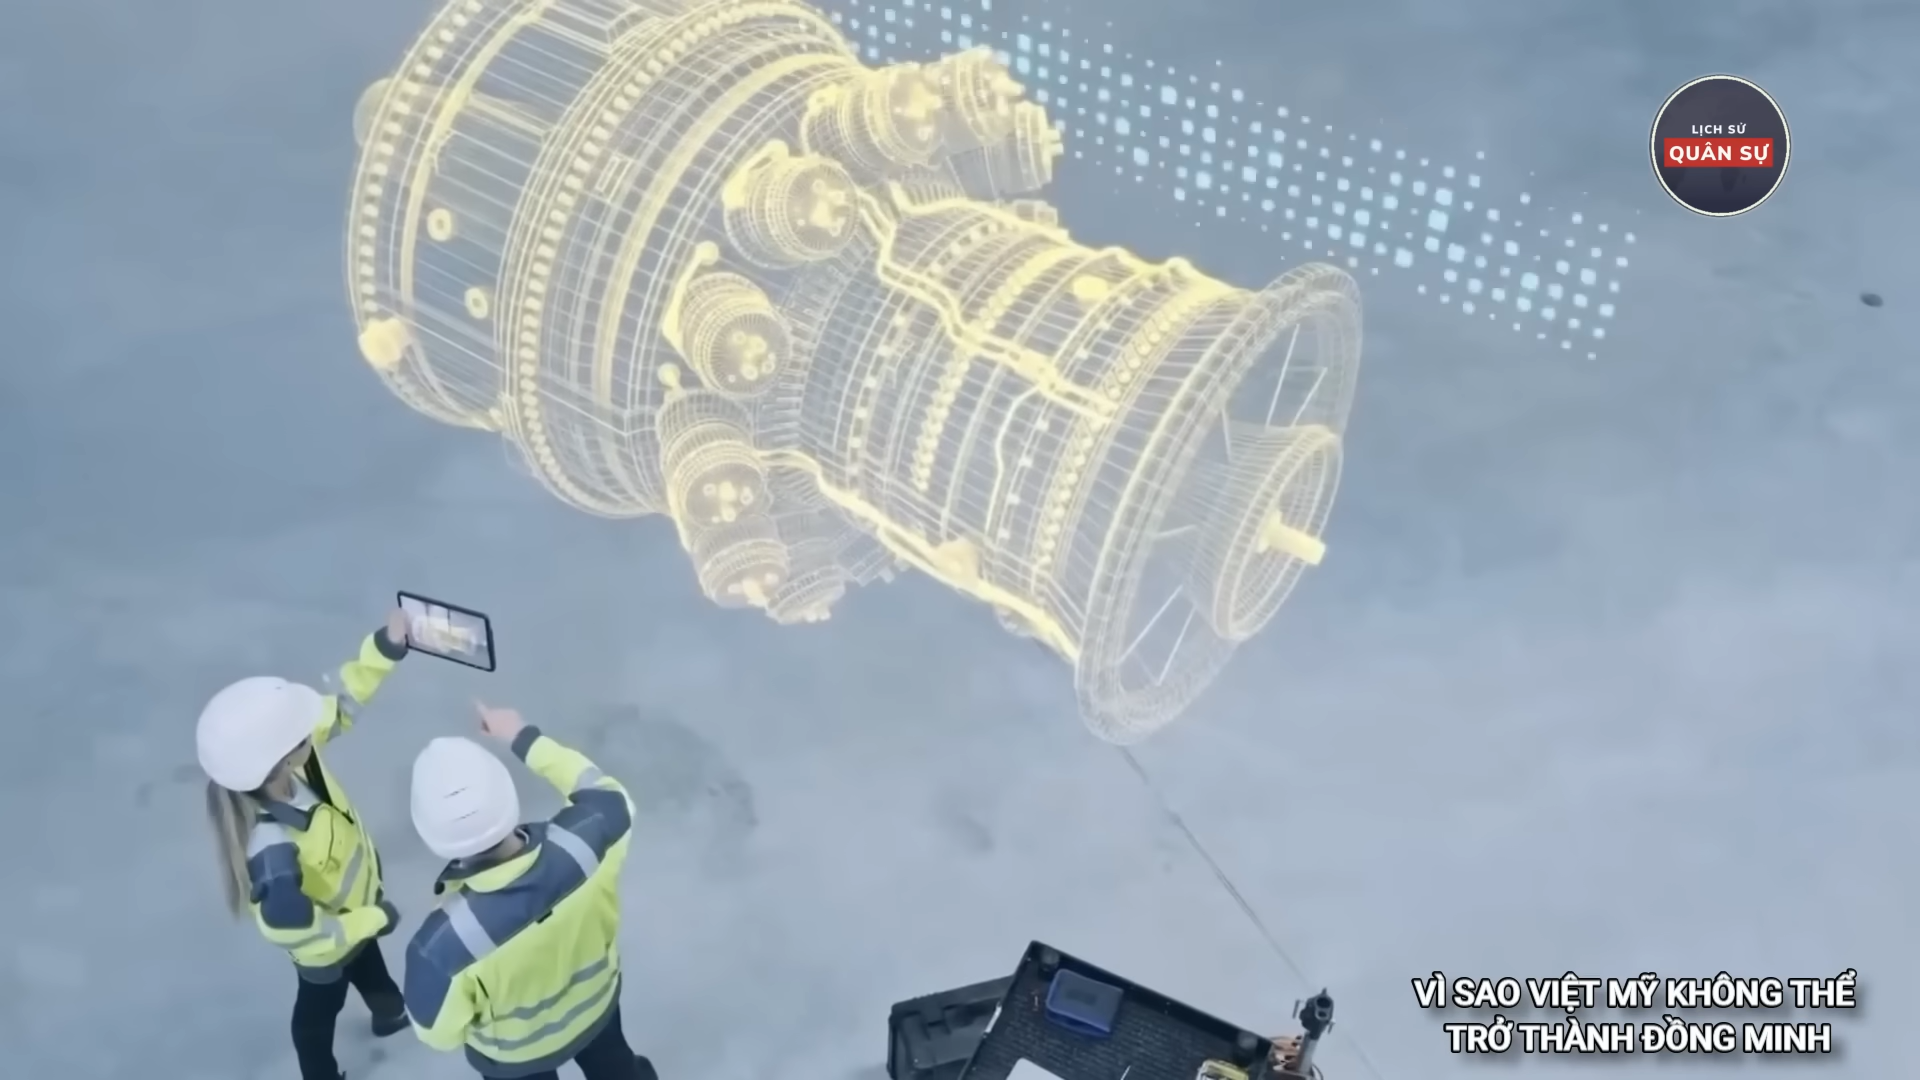 LỊCH SỬ
QUÂN SỰ
VÌ SAO VIỆT MỸ KHÔNG THỂ
TRỞ THÀNH ĐỒNG MINH